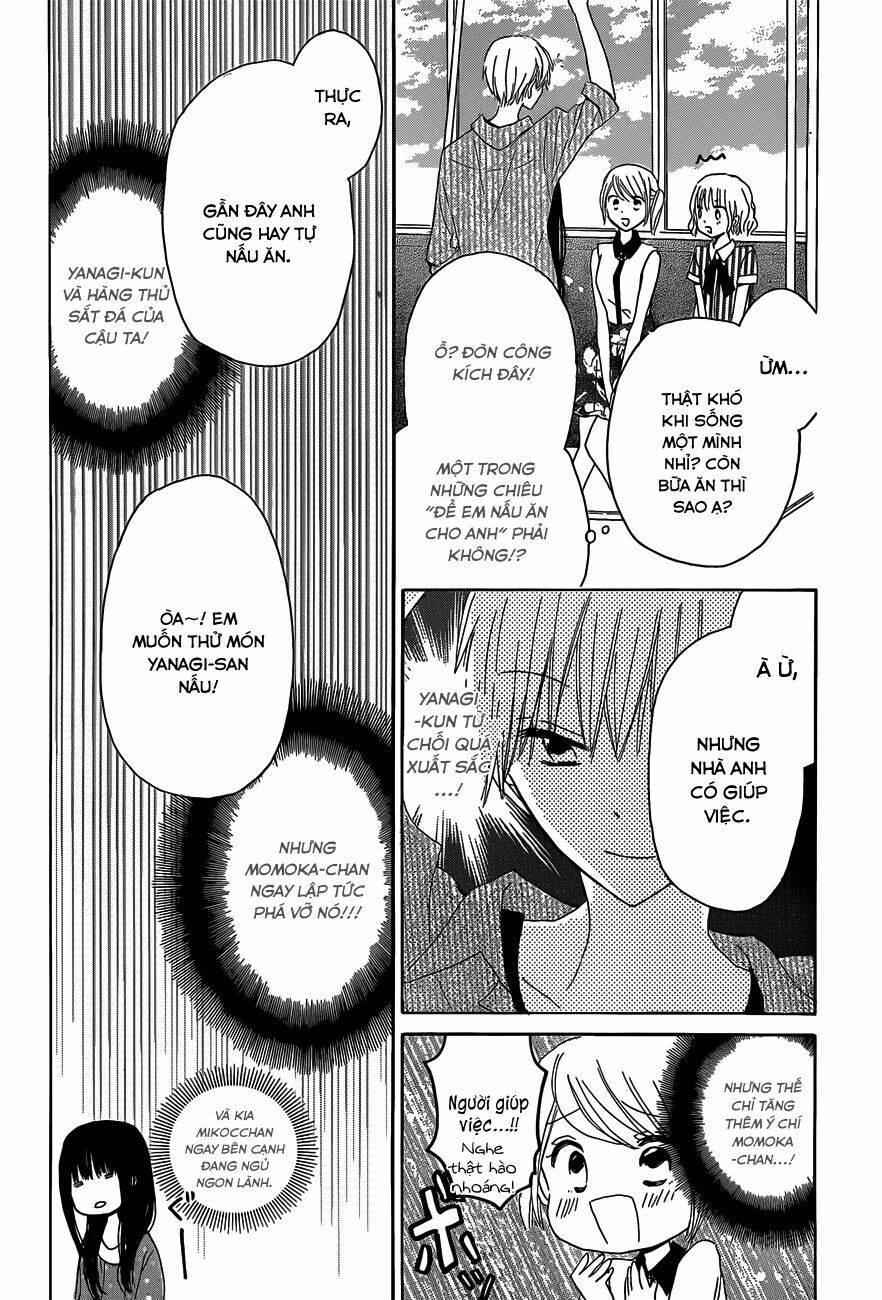 ỪM...
THẬT KHÓ
KHI SỐNG
MỘT MÌNH
NHỈ? CÒN
BỮA ĂN THÌ
SAO Ạ?
Ồ? ĐÒN CÔNG
KÍCH ĐÂY!
MỘT TRONG
NHỮNG CHIÊU
"ĐỂ EM NẤU ĂN
CHO ANH" PHẢI
KHÔNG!?
À Ừ,
NHƯNG
NHÀ ANH
CÓ GIÚP
VIỆC.
YANAGI
-KUN TỪ
CHỐI QUA
XUẤT SẮC
...!
NHƯNG THẾ
CHỈ TĂNG
THÊM Ý CHÍ
MOMOKA
-CHAN...!
Người giúp
việc...!!
Nghe
thật hào
nhoáng!
THỰC
RA,
GẦN ĐÂY ANH
CŨNG HAY TỰ
NẤU ĂN.
YANAGI-KUN
VÀ HÀNG THỦ
SẮT ĐÁ CỦA
CẬU TA!
ÒA~! EM
MUỐN THỬ MÓN
YANAGI-SAN
NẤU!
NHƯNG
MOMOKA-CHAN
NGAY LẬP TỨC
PHÁ VỠ NÓ!!!
VÀ KIA
MIKOCCHAN
NGAY BÊN CẠNH
ĐANG NGỦ
NGON LÀNH.